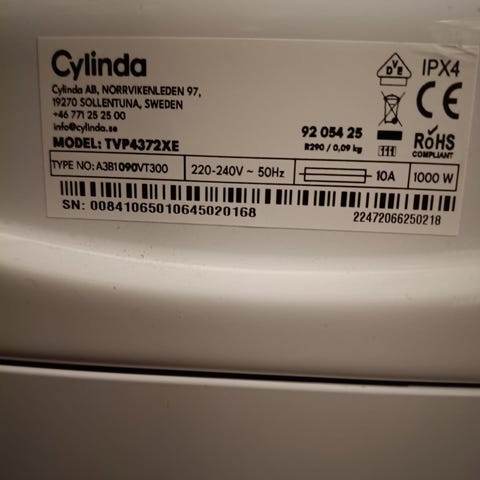 Cylinda
Cylinda AB, NORRVIKENLEDEN 97,
19270 SOLLENTUNA, SWEDEN
+46 771 25 25 00
info@cylinda.se
MODEL: TVP4372XE
92 054 25
R290 / 0,09 kg
DVE
IPX4
CE
RoHS
COMPLIANT
TYPE NO: A3B1090VT300
220-240V ~ 50Hz
10A
1000 W
SN: 00841065010645020168
22472066250218